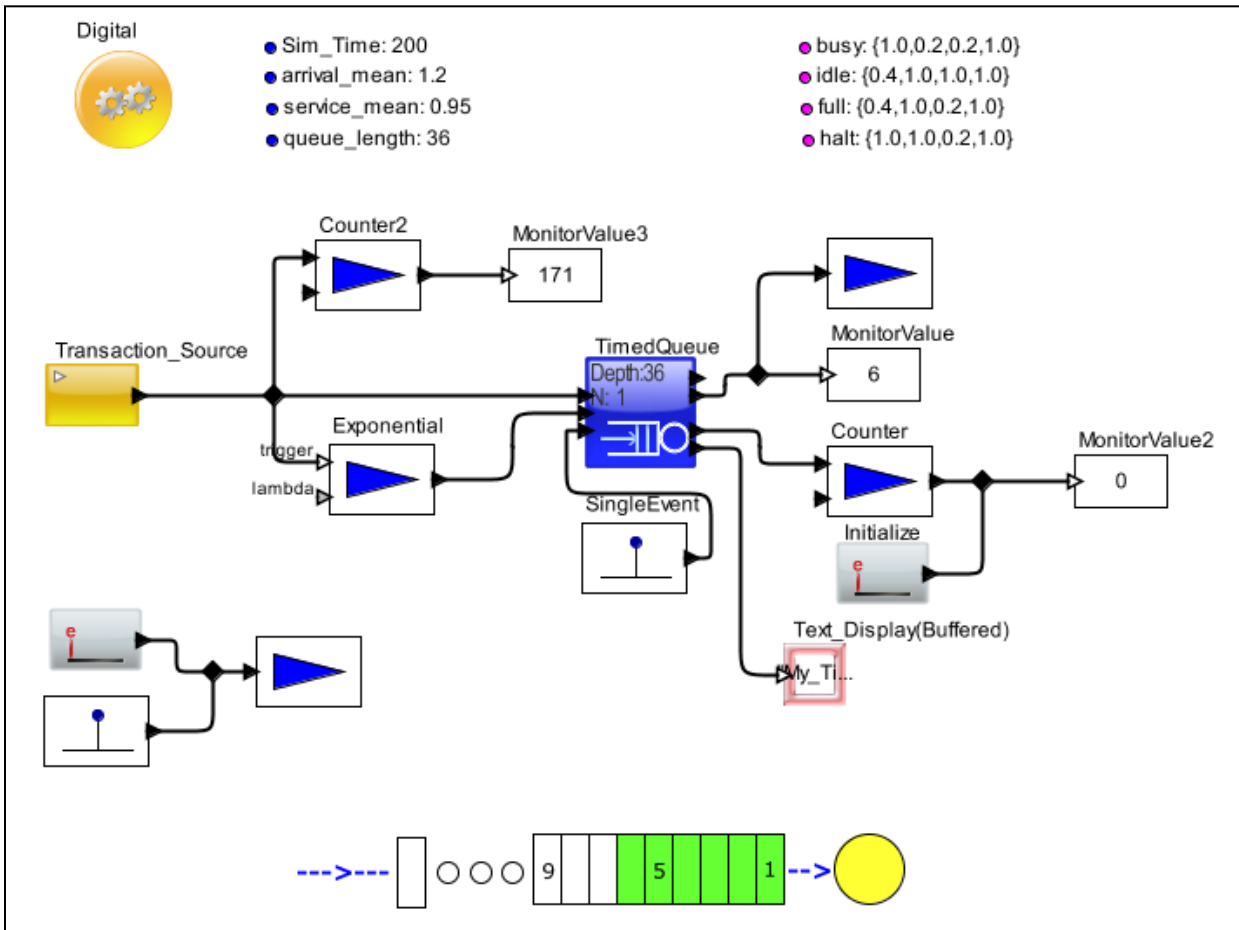 Digital
Sim_Time: 200
arrival_mean: 1.2
service_mean: 0.95
queue_length: 36
busy: {1.0,0.2,0.2,1.0}
idle: {0.4,1.0,1.0,1.0}
full: {0.4,1.0,0.2,1.0}
halt: {1.0,1.0,0.2,1.0}
Counter2
MonitorValue3
171
Transaction_Source
TimedQueue
Depth:36
N: 1
MonitorValue
6
Exponential
trigger
lambda
Counter
MonitorValue2
0
SingleEvent
Initialize
e
e
Text_Display(Buffered)
"My_Ti...
--->---
9
5
1
-->